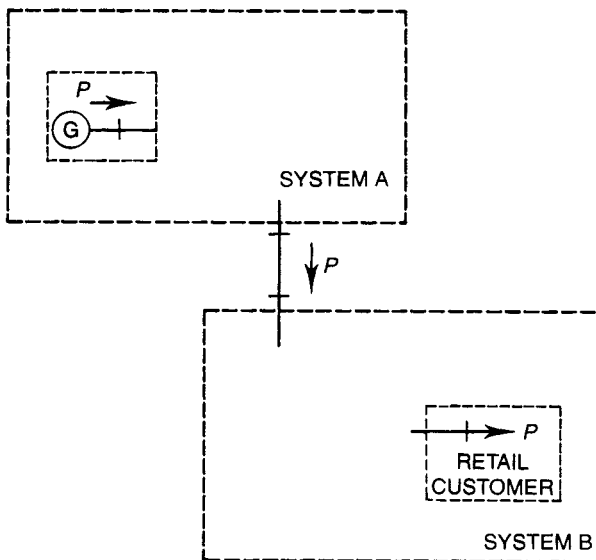 P
G
SYSTEM A
P
P
RETAIL
CUSTOMER
SYSTEM B